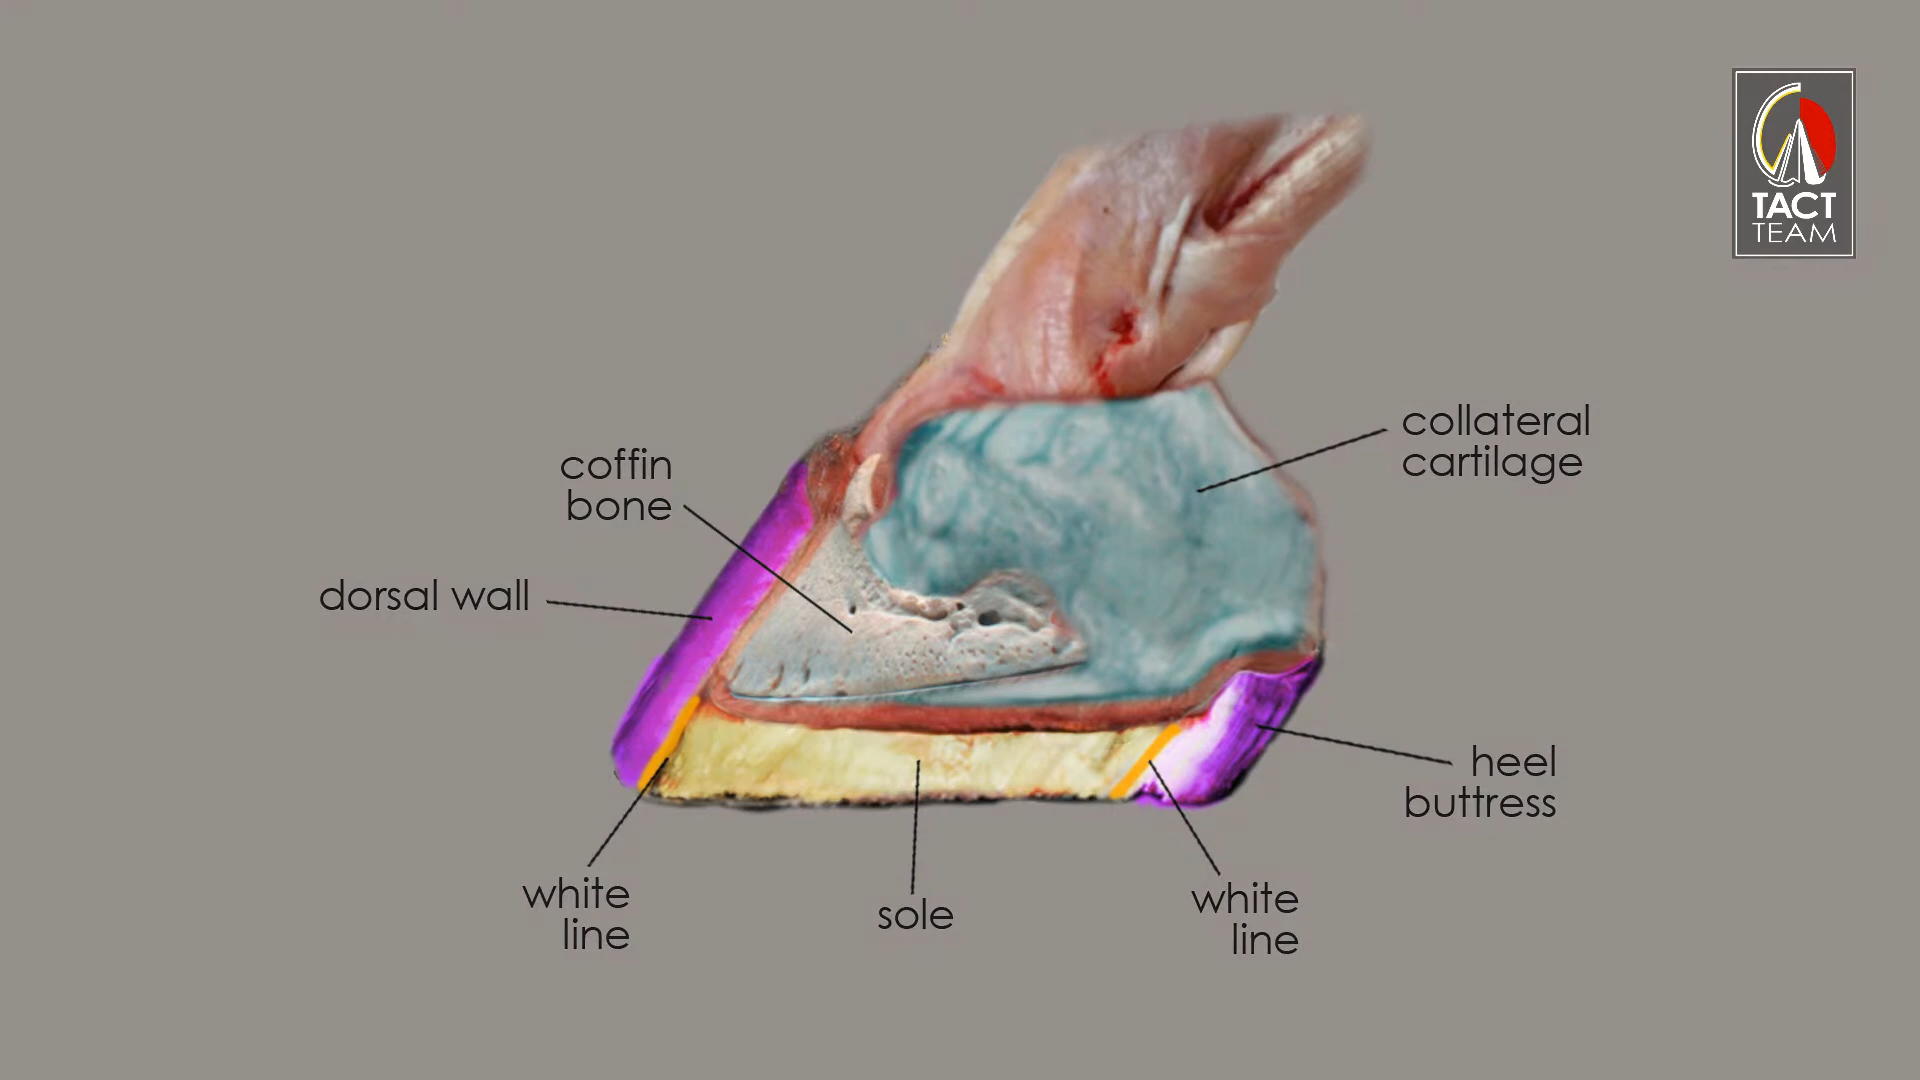 TACT
TEAM
collateral
cartilage
coffin
bone
dorsal wall
heel
buttress
white
line
sole
white
line